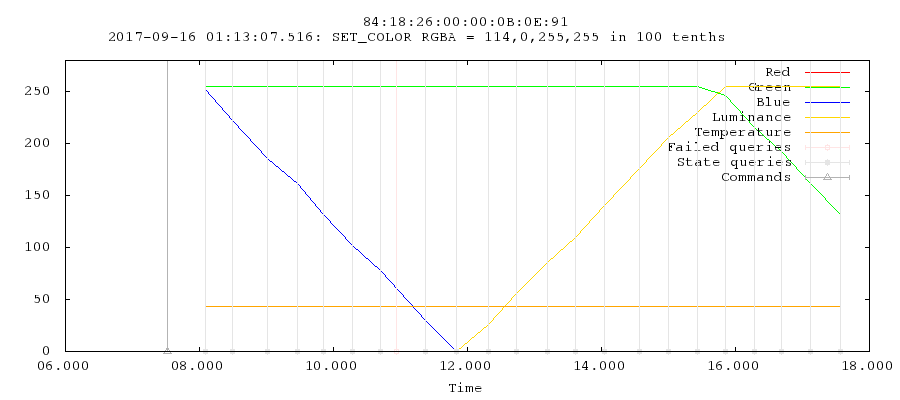 84:18:26:00:00:0B:0E:91
2017-09-16 01:13:07.516: SET_COLOR RGBA = 114,0,255,255 in 100 tenths
250
200
150
100
50
0
Red
Green
Blue
Luminance
Temperature
Failed queries
State queries
Commands
06.000 08.000 10.000 12.000 14.000 16.000 18.000
Time